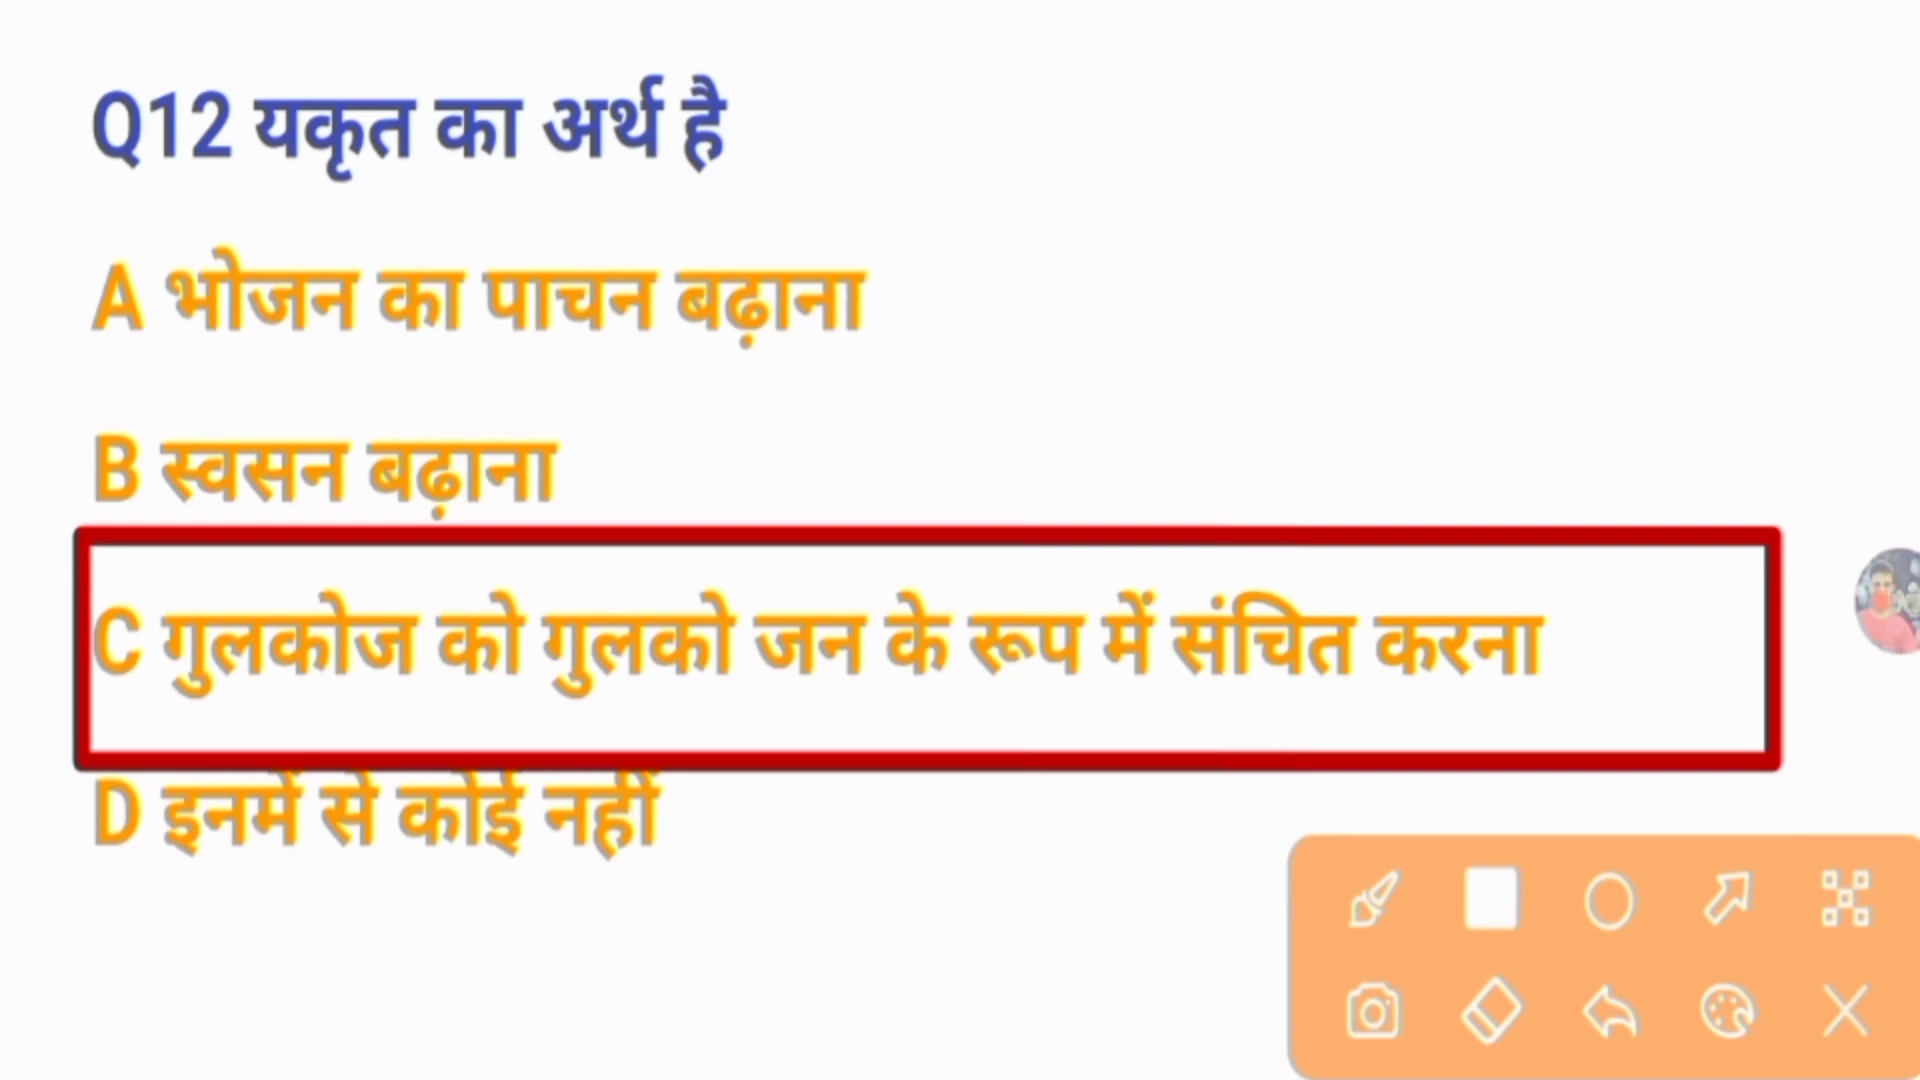 Q12 यकृत का अर्थ है
A भोजन का पाचन बढ़ाना
B स्वसन बढ़ाना
C गुलकोज को गुलको जन के रूप में संचित करना
D इनमें से कोई नहीं